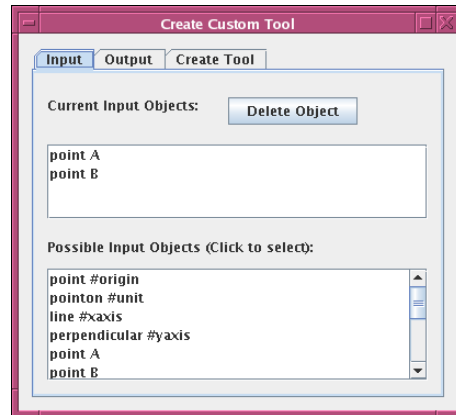 Create Custom Tool
Input Output Create Tool
Current Input Objects: Delete Object
point A
point B
Possible Input Objects (Click to select):
point #origin
pointon #unit
line #xaxis
perpendicular #yaxis
point A
point B